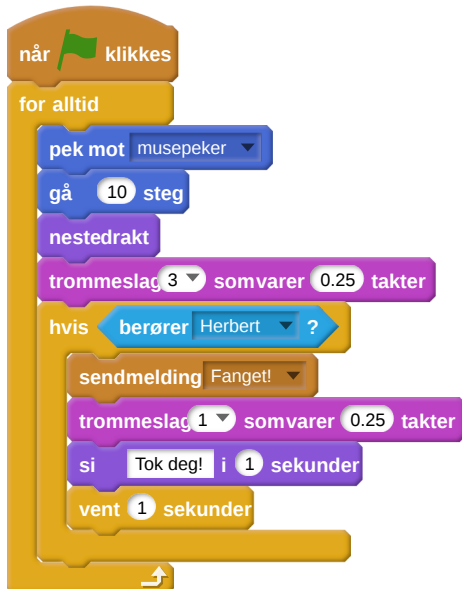 når klikkes
for alltid
pek mot musepeker
gå 10 steg
nestedrakt
trommeslag 3 somvarer 0.25 takter
hvis berører Herbert ?
sendmelding Fanget!
trommeslag 1 somvarer 0.25 takter
si Tok deg! i 1 sekunder
vent 1 sekunder